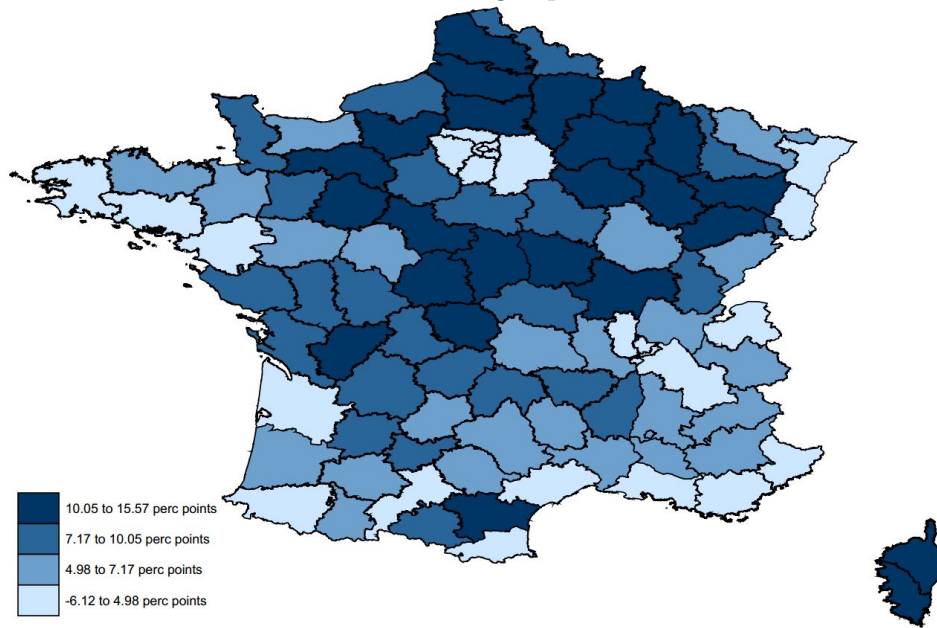 10.05 to 15.57 perc points
7.17 to 10.05 perc points
4.98 to 7.17 perc points
-6.12 to 4.98 perc points